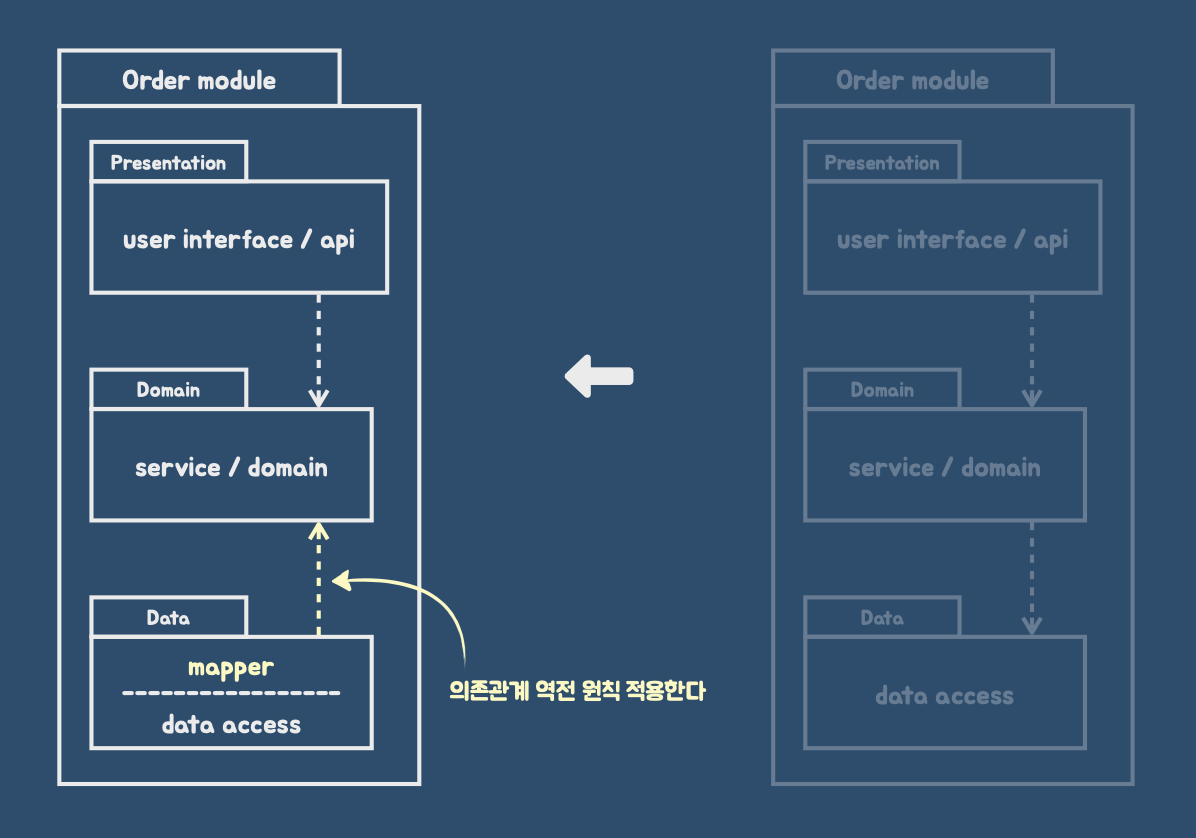 Order module
Presentation
user interface / api
Domain
service / domain
Data
mapper
data access
의존관계 역전 원칙 적용한다
Order module
Presentation
user interface / api
Domain
service / domain
Data
data access